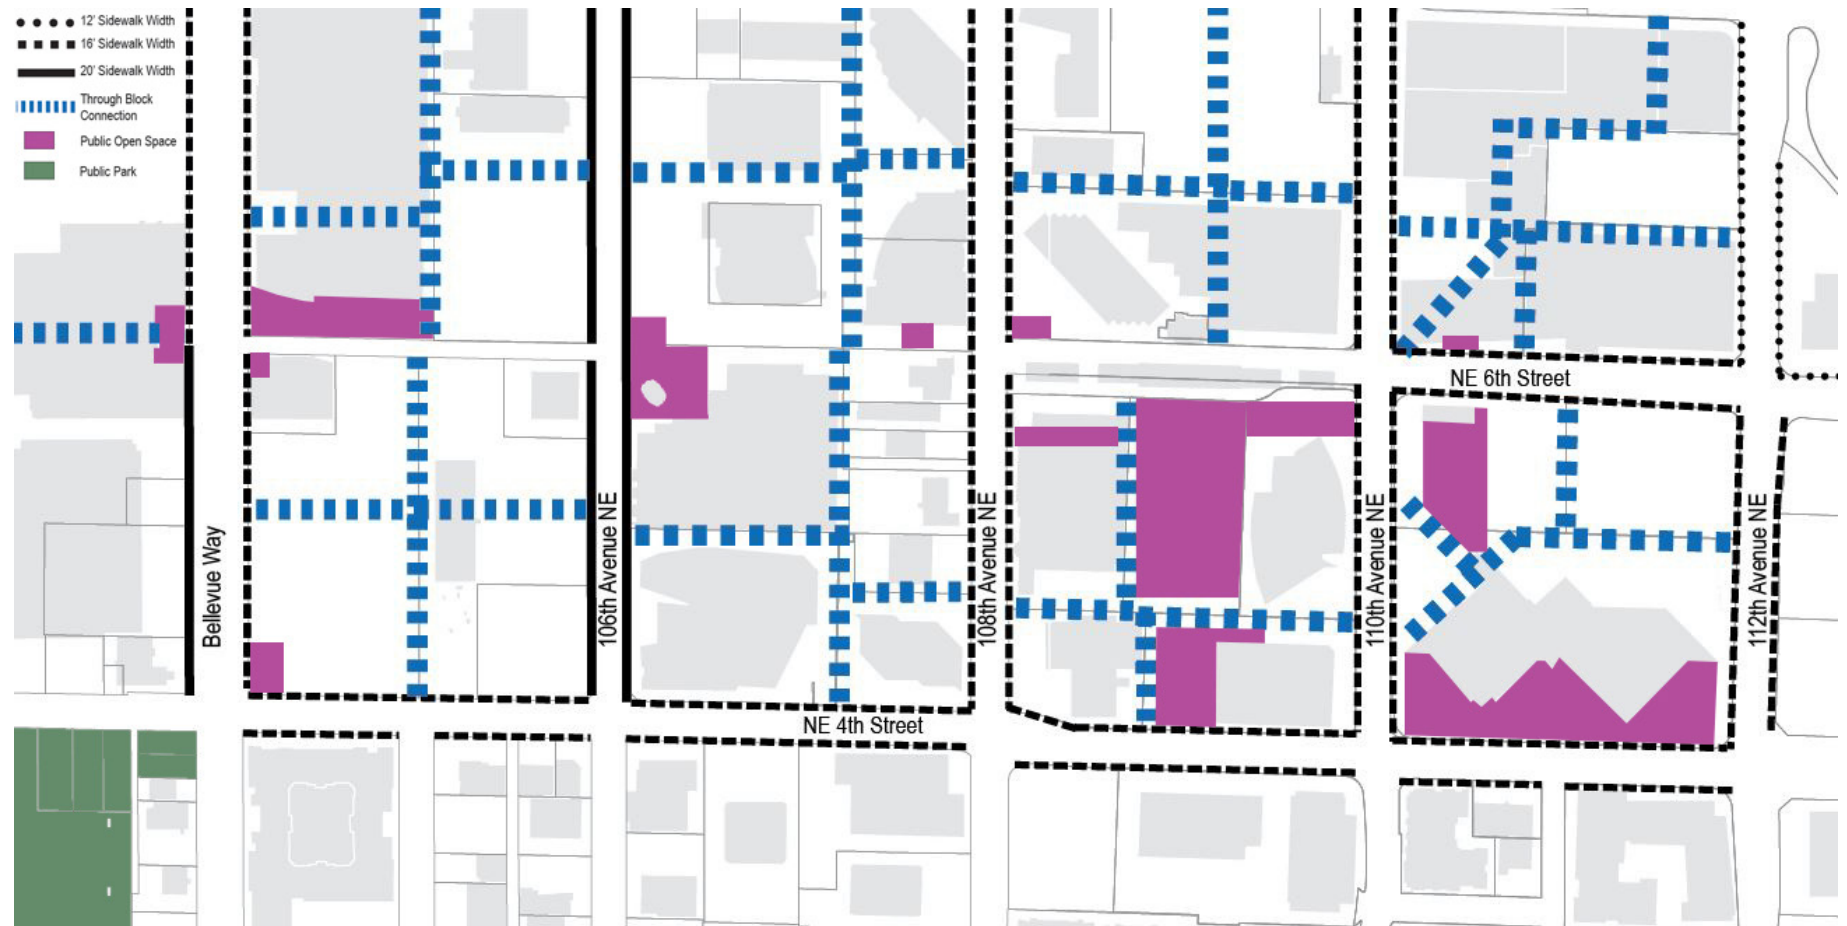 12' Sidewalk Width
16' Sidewalk Width
20' Sidewalk Width
Through Block
Connection
Public Open Space
Public Park
NE 6th Street
Bellevue Way
106th Avenue NE
108th Avenue NE
110th Avenue NE
112th Avenue NE
NE 4th Street